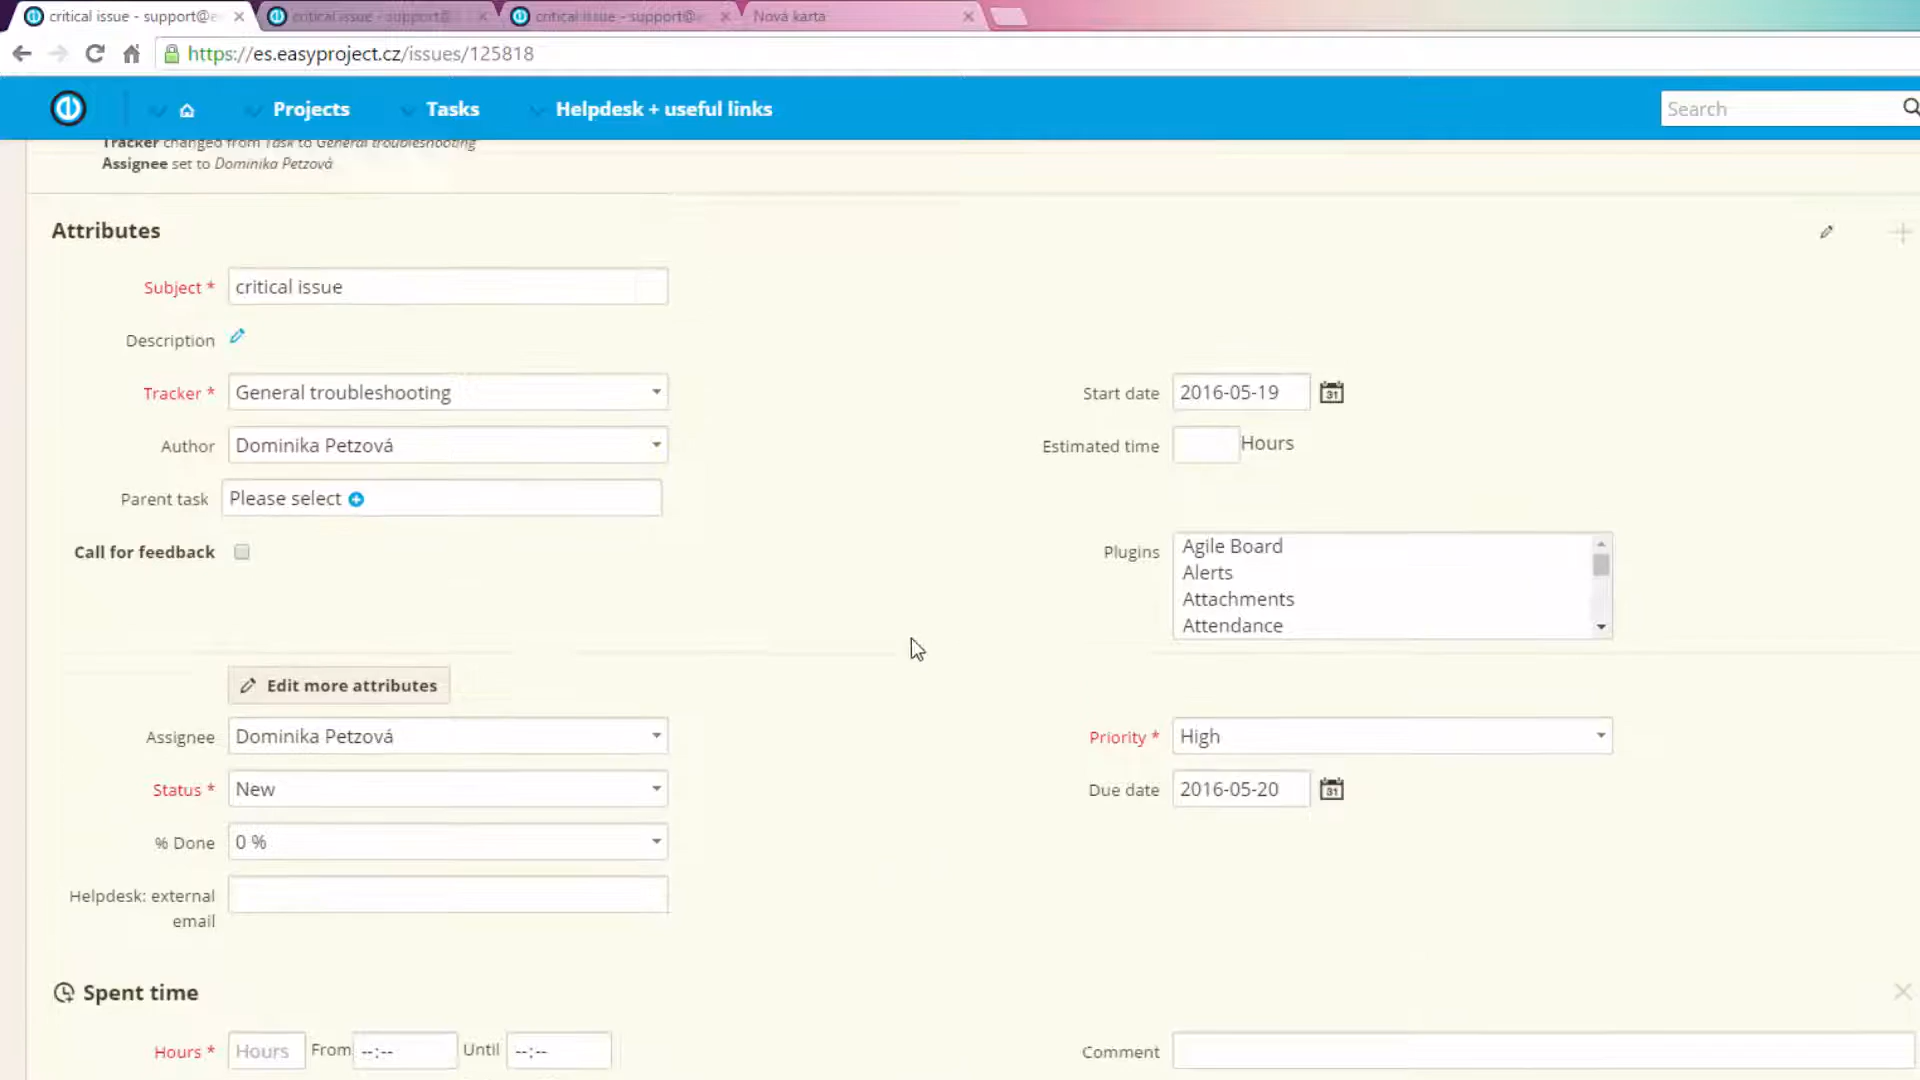 critical issue - support@e
critical issue - support@
critical issue - support@
Nová karta
https://es.easyproject.cz/issues/125818
Projects
Tasks
Helpdesk + useful links
Search
Tracker changed from Task to General troubleshooting
Assignee set to Dominika Petzová
Attributes
Subject * critical issue
Description
Tracker * General troubleshooting
Start date 2016-05-19 31
Author Dominika Petzová
Estimated time Hours
Parent task Please select
Call for feedback
Plugins Agile Board
Alerts
Attachments
Attendance
Edit more attributes
Assignee Dominika Petzová
Priority * High
Status * New
Due date 2016-05-20 31
% Done 0 %
Helpdesk: external
email
Spent time
Hours * Hours From --:-- Until --:--
Comment